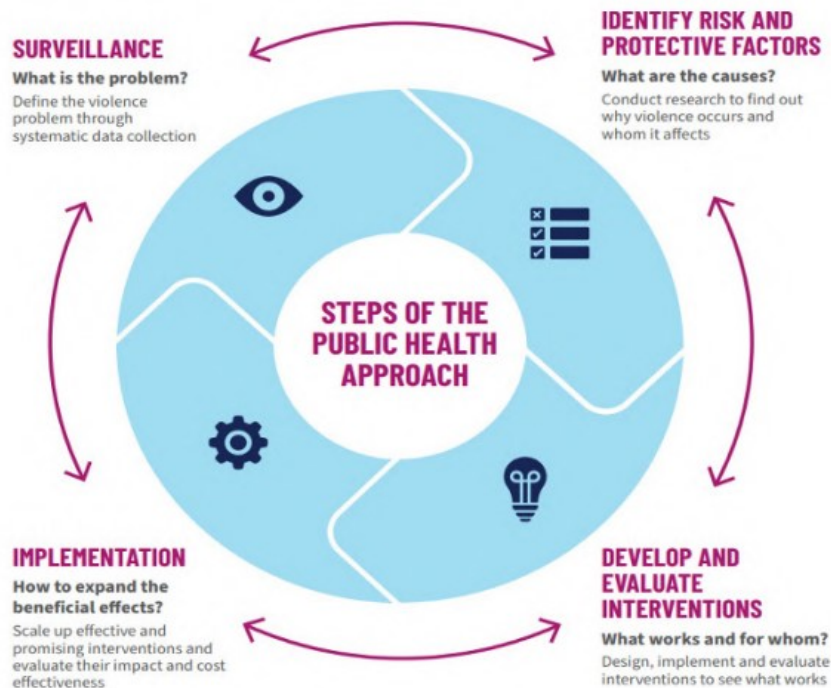 SURVEILLANCE
What is the problem?
Define the violence
problem through
systematic data collection
IDENTIFY RISK AND
PROTECTIVE FACTORS
What are the causes?
Conduct research to find out
why violence occurs and
whom it affects
STEPS OF THE
PUBLIC HEALTH
APPROACH
IMPLEMENTATION
How to expand the
beneficial effects?
Scale up effective and
promising interventions and
evaluate their impact and cost
effectiveness
DEVELOP AND
EVALUATE
INTERVENTIONS
What works and for whom?
Design, implement and evaluate
interventions to see what works